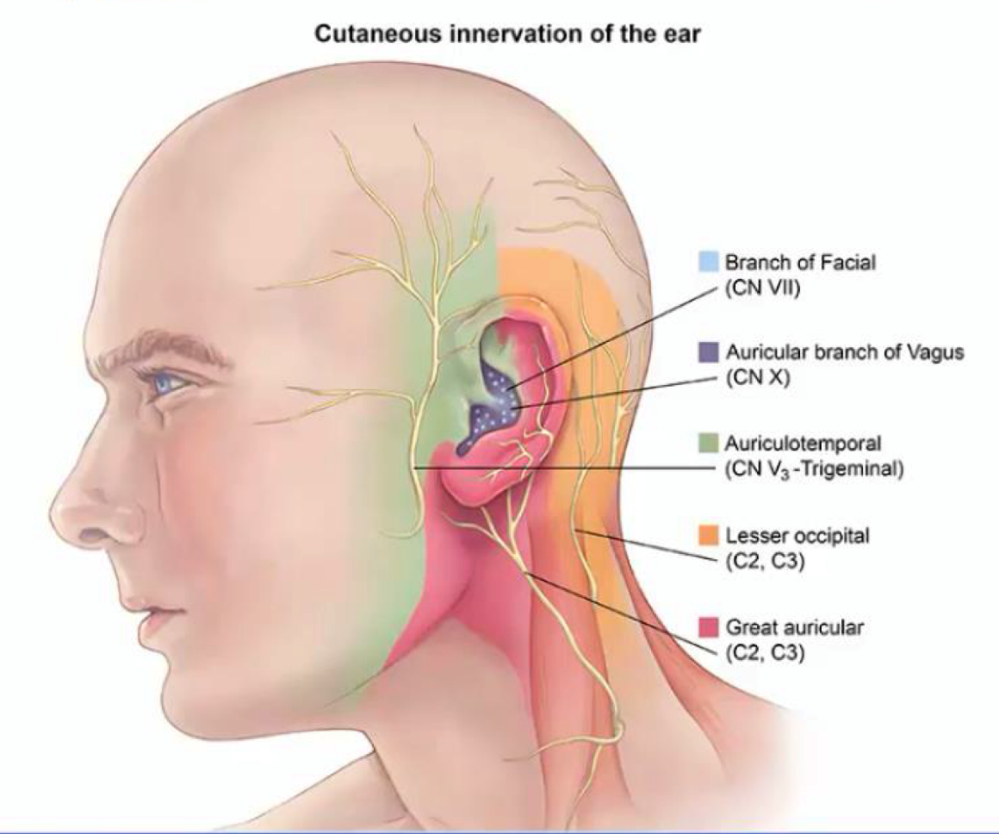 Cutaneous innervation of the ear
Branch of Facial
(CN VII)
Auricular branch of Vagus
(CN X)
Auriculotemporal
(CN V₃ -Trigeminal)
Lesser occipital
(C2, C3)
Great auricular
(C2, C3)